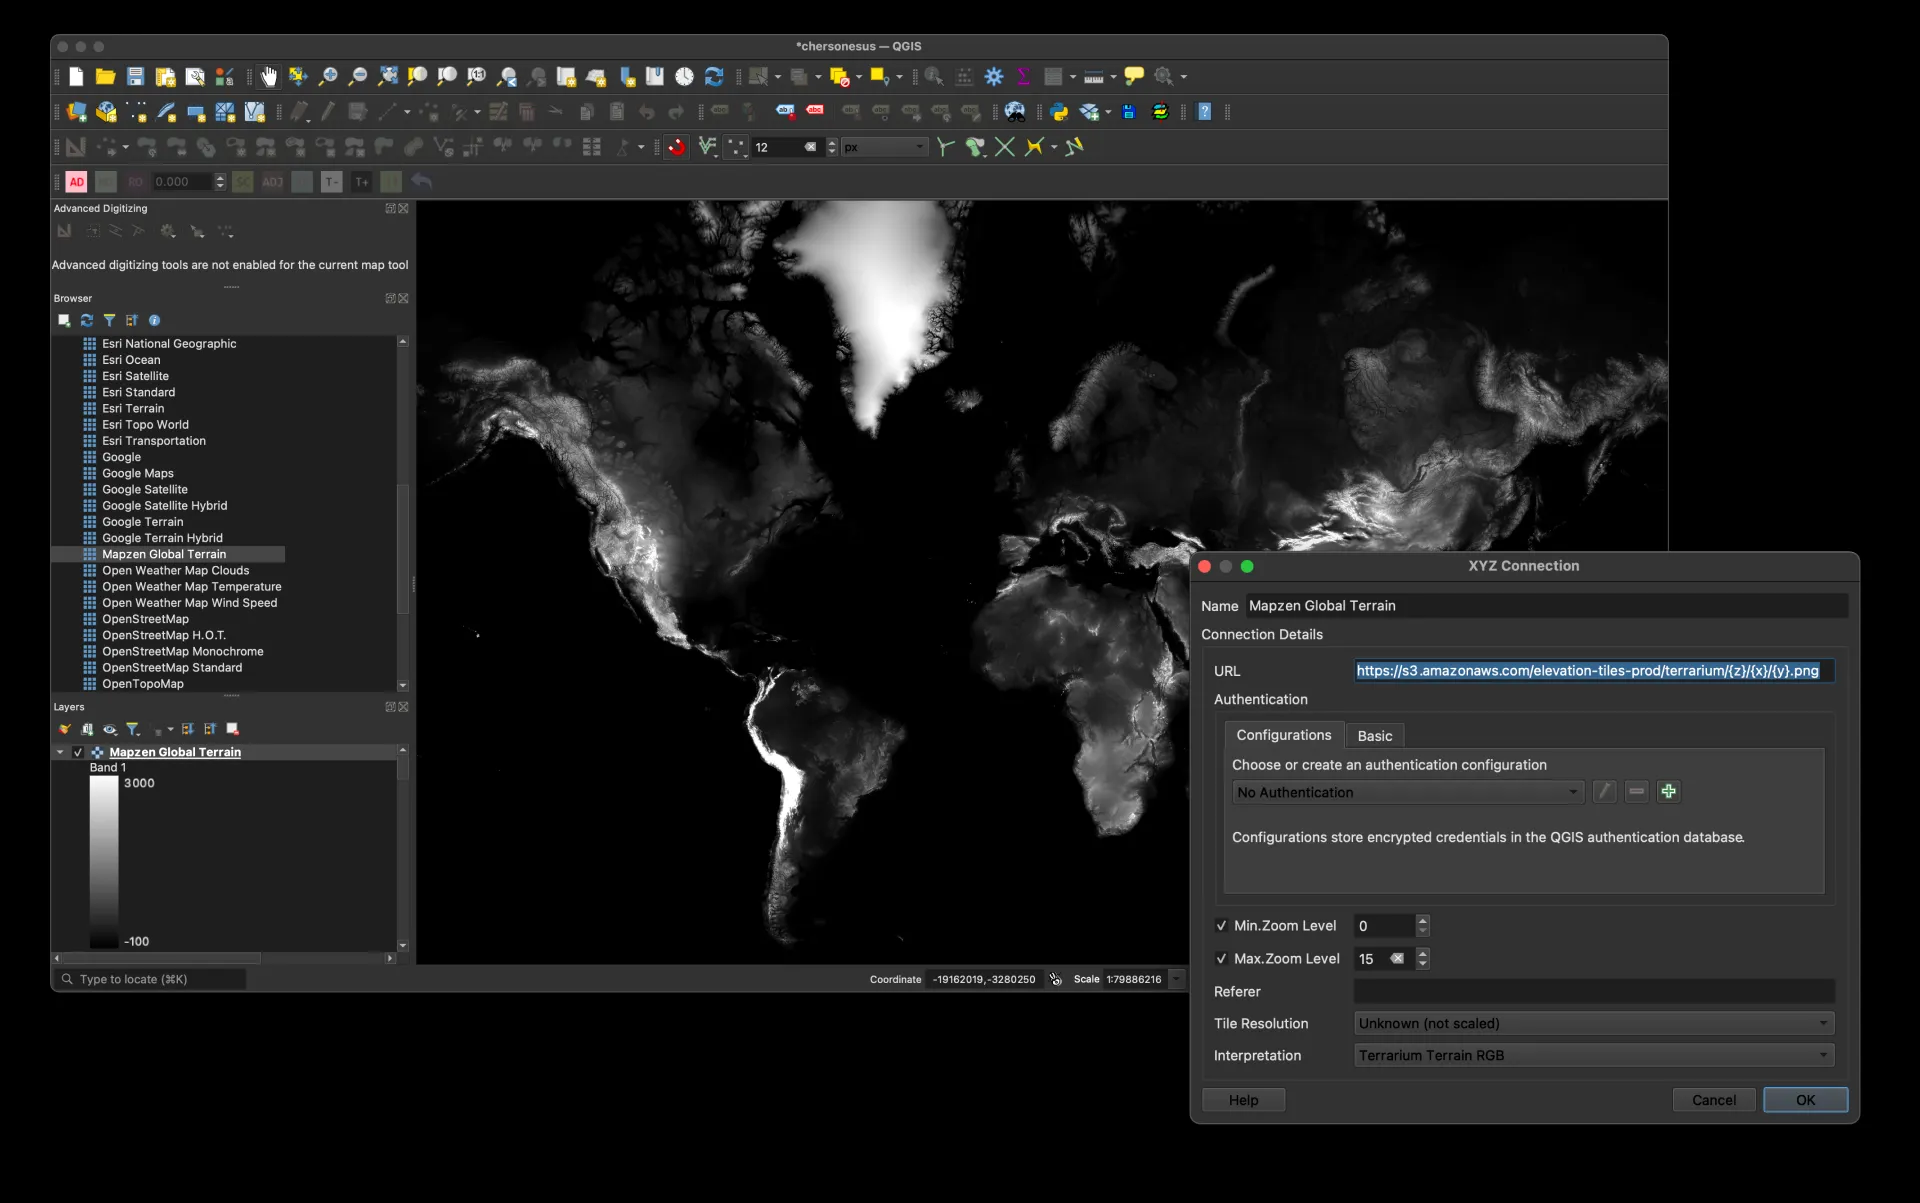 *chersonesus — QGIS
12
px
AD
RD
0.000
SC
ADJ
T-
T+
Advanced Digitizing
Advanced digitizing tools are not enabled for the current map tool
Browser
Esri National Geographic
Esri Ocean
Esri Satellite
Esri Standard
Esri Terrain
Esri Topo World
Esri Transportation
Google
Google Maps
Google Satellite
Google Satellite Hybrid
Google Terrain
Google Terrain Hybrid
Mapzen Global Terrain
Open Weather Map Clouds
Open Weather Map Temperature
Open Weather Map Wind Speed
OpenStreetMap
OpenStreetMap H.O.T.
OpenStreetMap Monochrome
OpenStreetMap Standard
OpenTopoMap
Layers
Mapzen Global Terrain
Band 1
3000
-100
Type to locate (⌘K)
Coordinate -19162019,-3280250
Scale 1:79886216
XYZ Connection
Name Mapzen Global Terrain
Connection Details
URL https://s3.amazonaws.com/elevation-tiles-prod/terrarium/{z}/{x}/{y}.png
Authentication
Configurations Basic
Choose or create an authentication configuration
No Authentication
Configurations store encrypted credentials in the QGIS authentication database.
Min.Zoom Level 0
Max.Zoom Level 15
Referer
Tile Resolution Unknown (not scaled)
Interpretation Terrarium Terrain RGB
Help Cancel OK